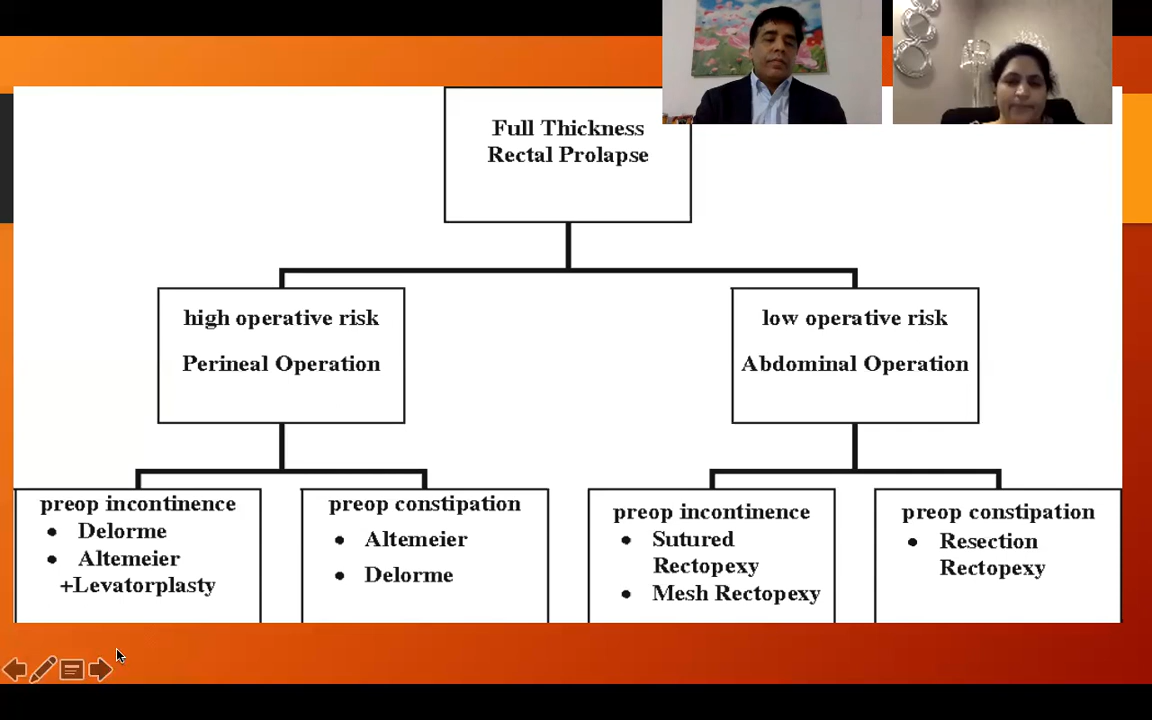 Full Thickness
Rectal Prolapse
high operative risk
Perineal Operation
low operative risk
Abdominal Operation
preop incontinence
• Delorme
• Altemeier
+Levatorplasty
preop constipation
• Altemeier
• Delorme
preop incontinence
• Sutured
Rectopexy
• Mesh Rectopexy
preop constipation
• Resection
Rectopexy